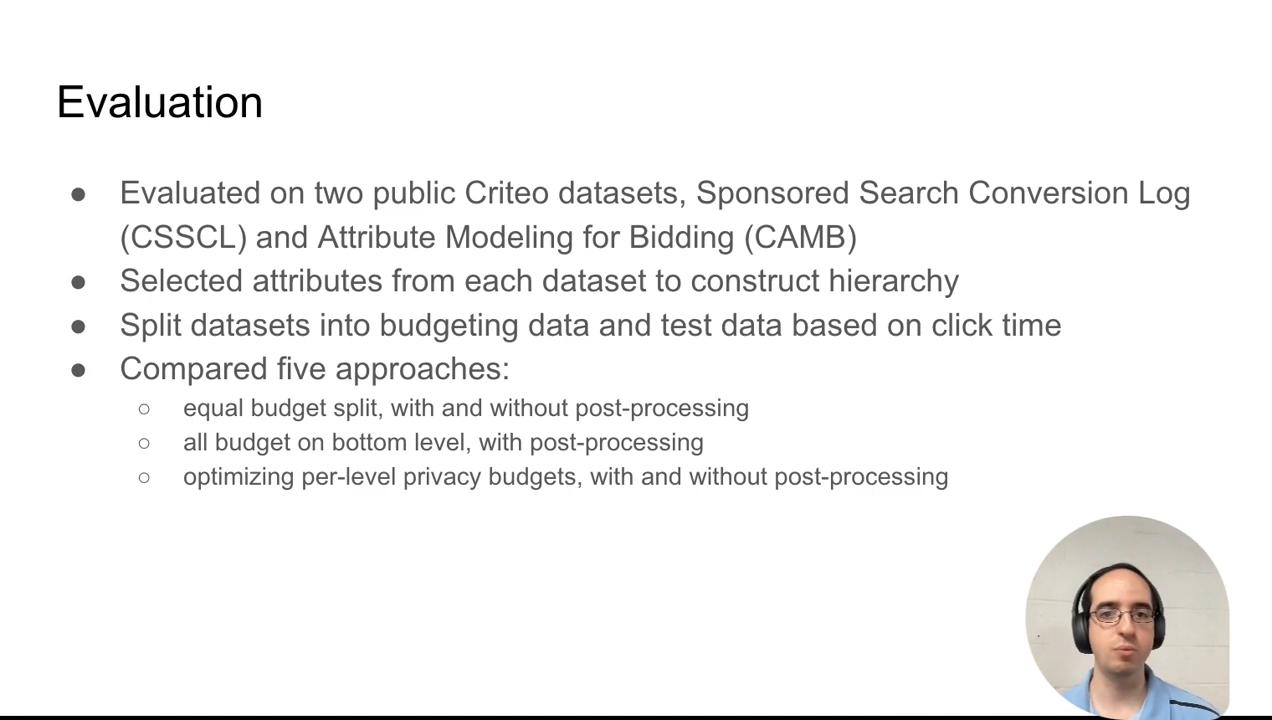 Evaluation
● Evaluated on two public Criteo datasets, Sponsored Search Conversion Log
(CSSCL) and Attribute Modeling for Bidding (CAMB)
● Selected attributes from each dataset to construct hierarchy
● Split datasets into budgeting data and test data based on click time
● Compared five approaches:
○ equal budget split, with and without post-processing
○ all budget on bottom level, with post-processing
○ optimizing per-level privacy budgets, with and without post-processing